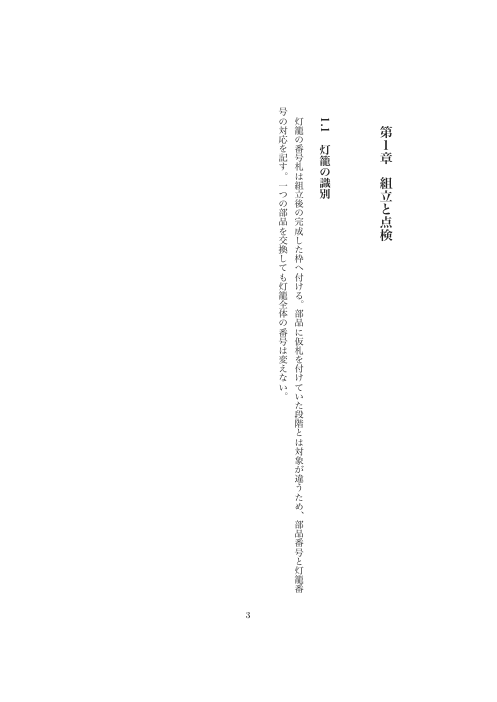 第1章　組立と点検
1.1　灯籠の識別
灯籠の番号札は組立後の完成した枠へ付ける。部品に仮札を付けていた段階とは対象が違うため、部品番号と灯籠番
号の対応を記す。一つの部品を交換しても灯籠全体の番号は変えない。
3